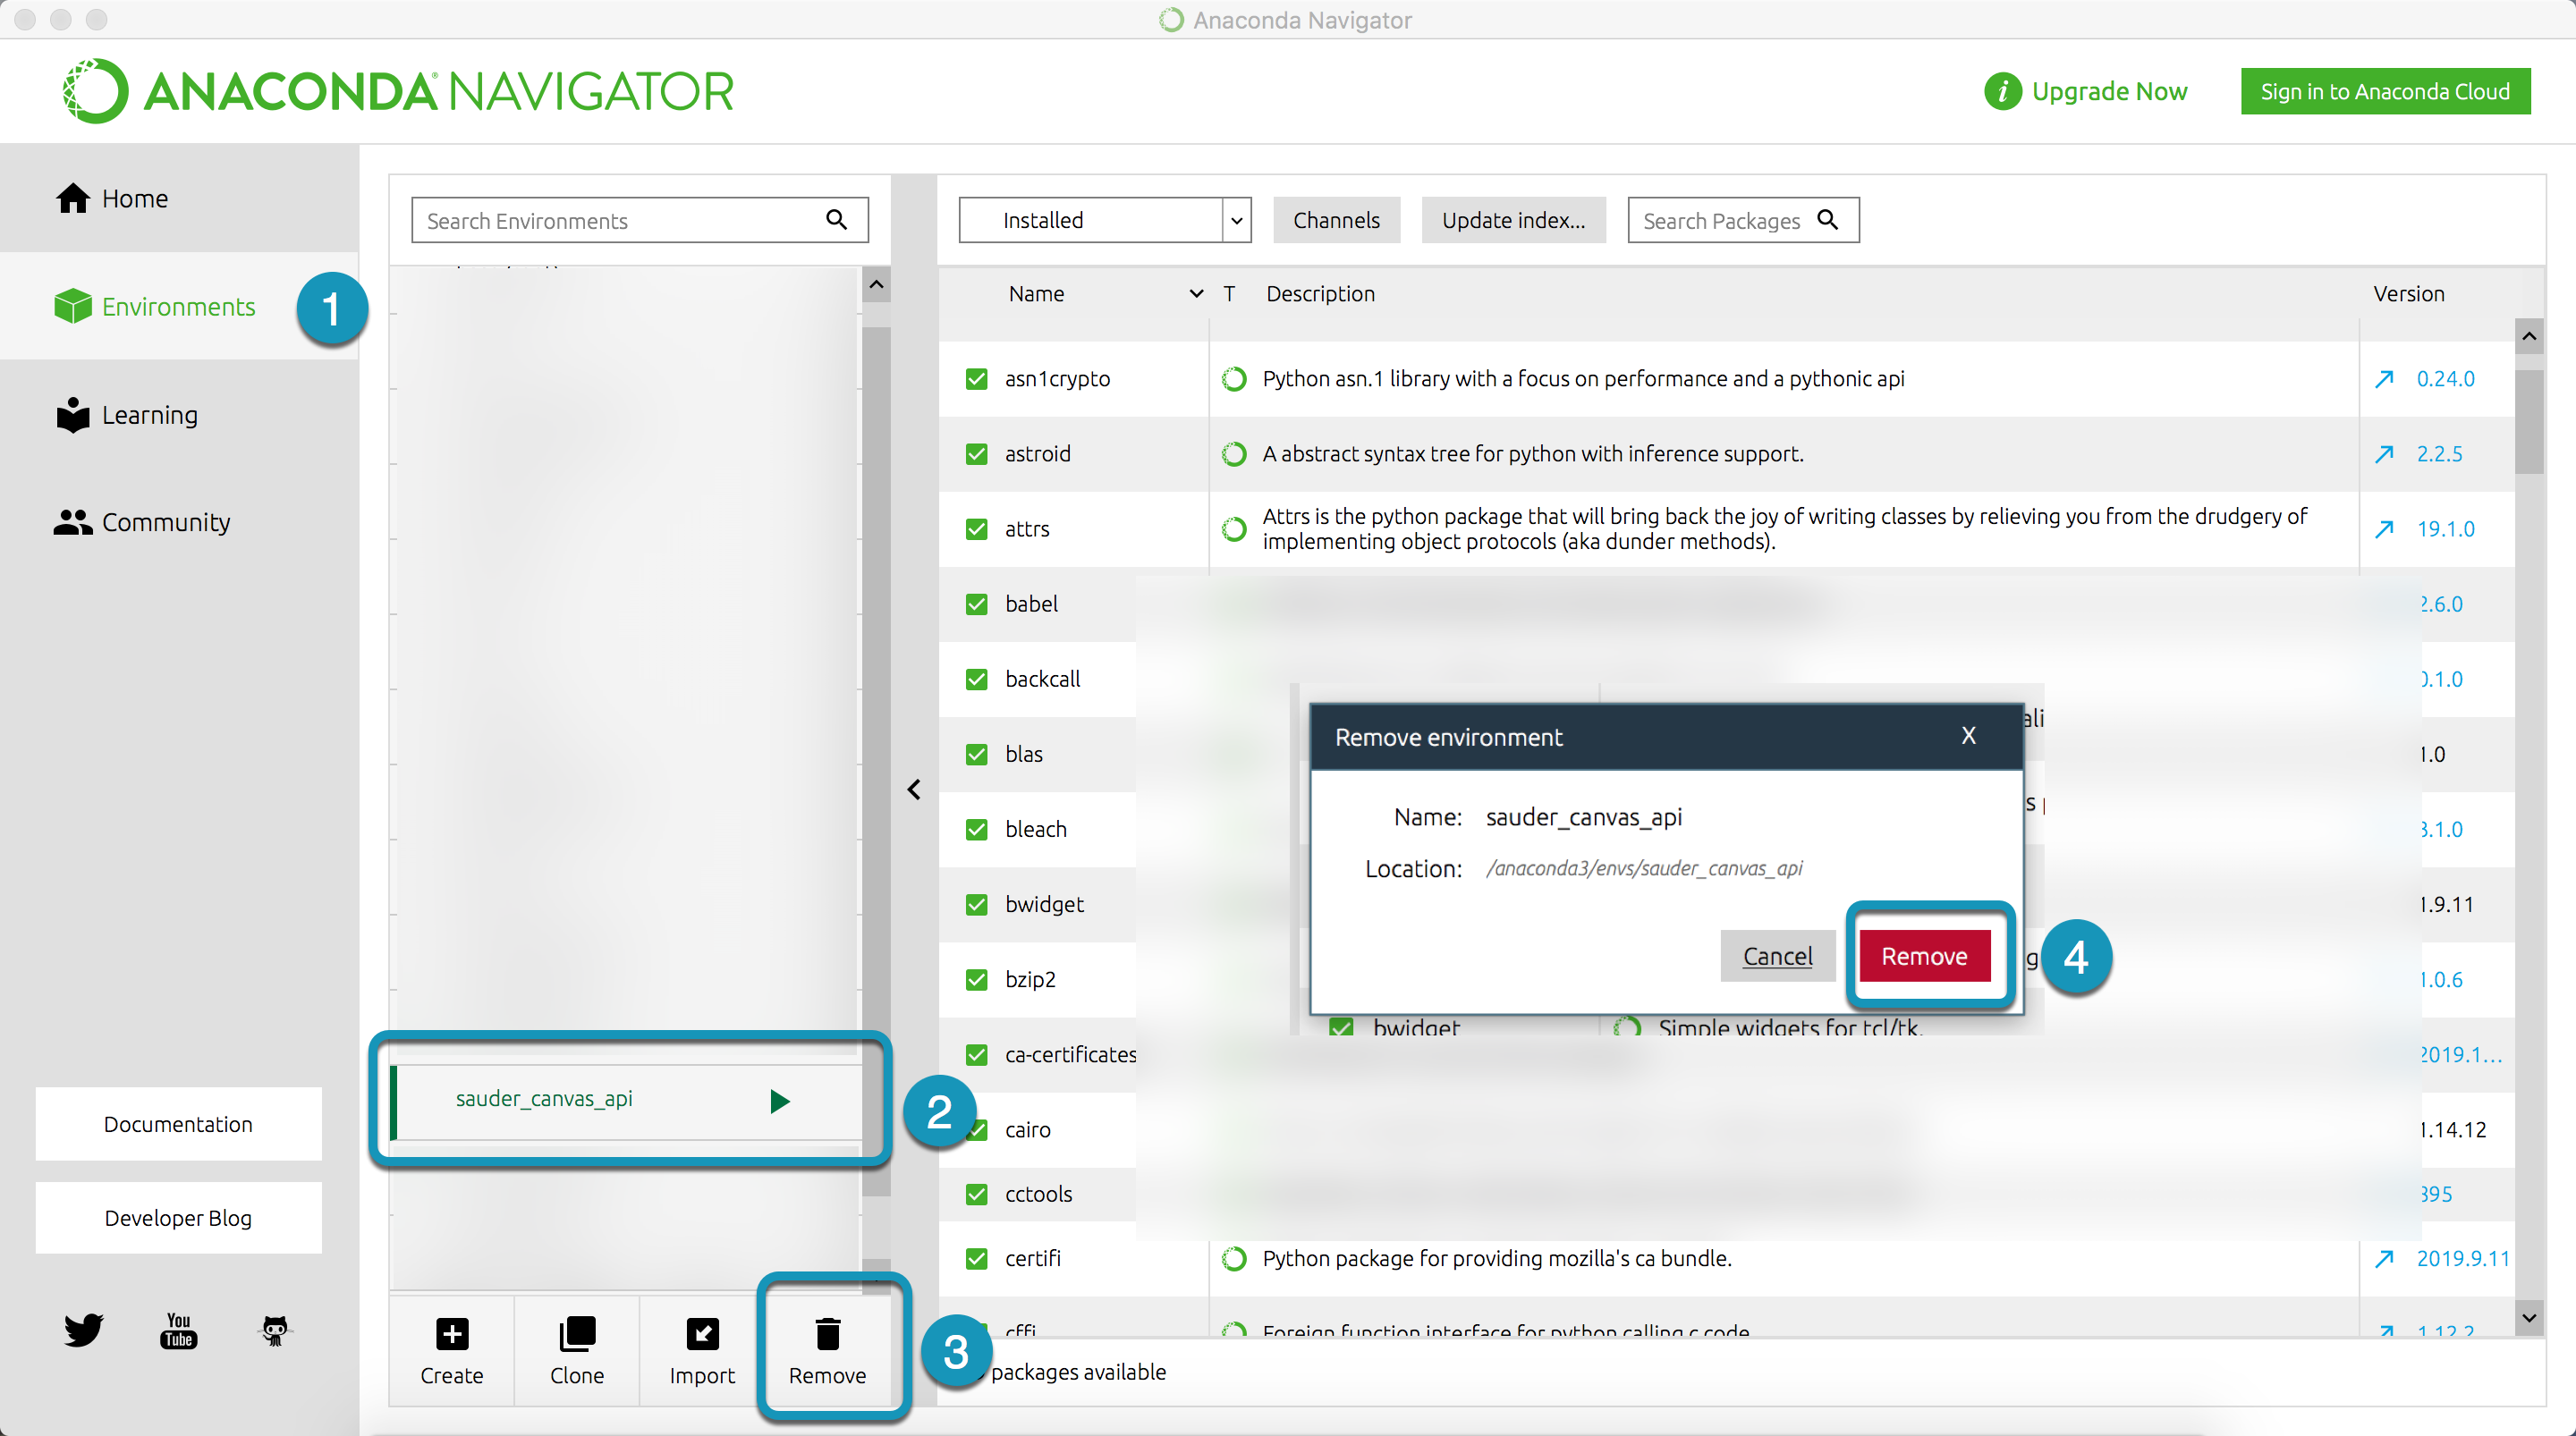 Anaconda Navigator
ANACONDA NAVIGATOR
Upgrade Now
Sign in to Anaconda Cloud
Home
Environments
1
Learning
Community
Documentation
Developer Blog
You
Tube
Search Environments
sauder_canvas_api
2
Create
Clone
Import
Remove
3
Installed
Channels
Update index...
Search Packages
Name T Description Version
asn1crypto Python asn.1 library with a focus on performance and a pythonic api 0.24.0
astroid A abstract syntax tree for python with inference support. 2.2.5
attrs Attrs is the python package that will bring back the joy of writing classes by relieving you from the drudgery of
implementing object protocols (aka dunder methods). 19.1.0
babel 2.6.0
backcall 0.1.0
blas 1.0
bleach 3.1.0
bwidget 1.9.11
bzip2 1.0.6
ca-certificates 2019.1...
cairo 1.14.12
cctools 895
certifi Python package for providing mozilla's ca bundle. 2019.9.11
cffi Foreign function interface for python calling c code. 1.12.2
packages available
Remove environment X
Name: sauder_canvas_api
Location: /anaconda3/envs/sauder_canvas_api
Cancel
Remove
4
bwidget Simple widgets for tcl/tk.